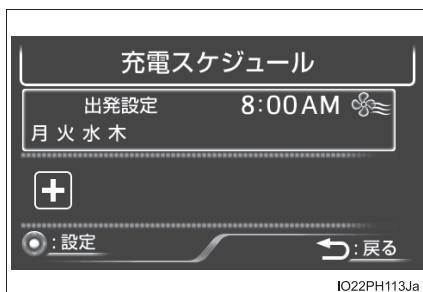 充電スケジュール
出発設定 8:00AM
月 火 水 木
+
:設定 :戻る
IO22PH113Ja